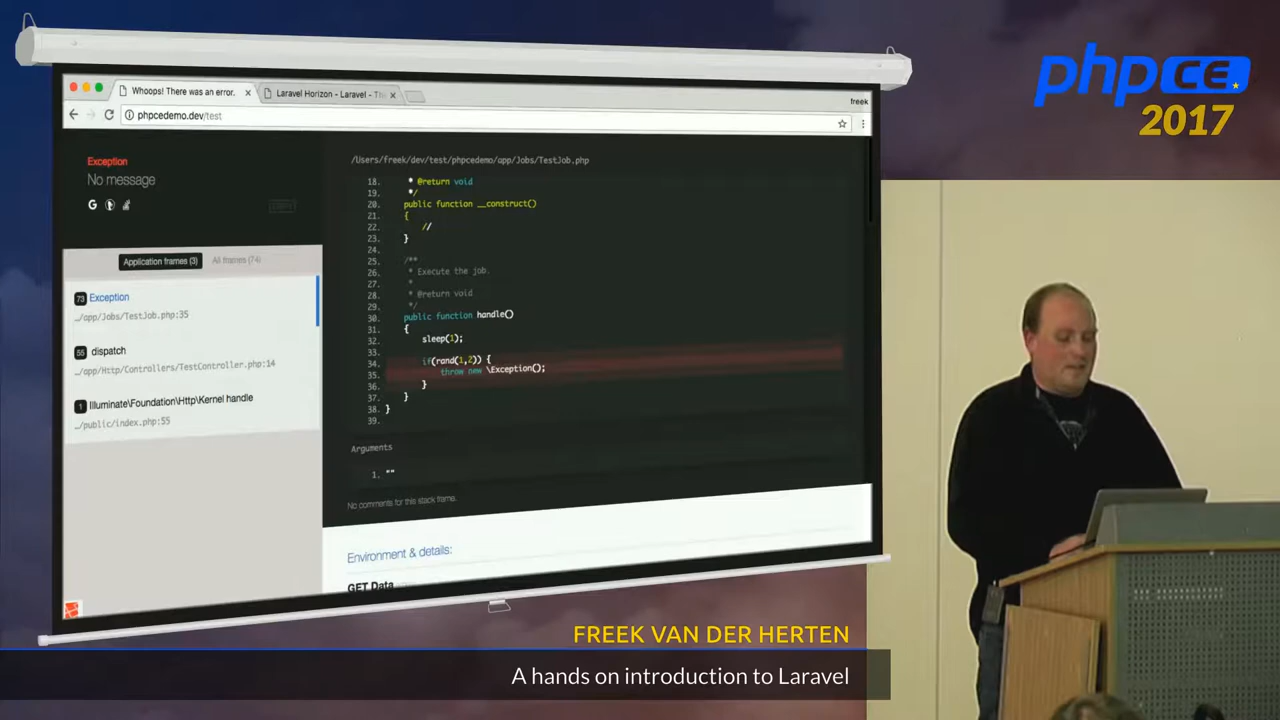 phpCE
2017
Whoops! There was an error.
Laravel Horizon - Laravel - The
freek
phpcedemo.dev/test
Exception
No message
Application frames (3)
All frames (74)
73 Exception
…/app/Jobs/TestJob.php:35
55 dispatch
…/app/Http/Controllers/TestController.php:14
1 Illuminate\Foundation\Http\Kernel handle
…/public/index.php:55
/Users/freek/dev/test/phpcedemo/app/Jobs/TestJob.php
18. * @return void
19. */
20. public function __construct()
21. {
22. //
23. }
24.
25. /**
26. * Execute the job.
27. *
28. * @return void
29. */
30. public function handle()
31. {
32. sleep(1);
33.
34. if(rand(1,2)) {
35. throw new \Exception();
36. }
37. }
38. }
39.
Arguments
1. ""
No comments for this stack frame.
Environment & details:
GET Data
FREEK VAN DER HERTEN
A hands on introduction to Laravel